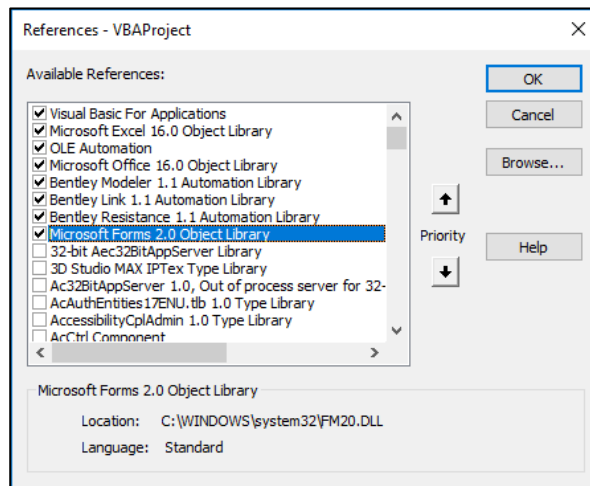 References - VBAProject
Available References:
Visual Basic For Applications
Microsoft Excel 16.0 Object Library
OLE Automation
Microsoft Office 16.0 Object Library
Bentley Modeler 1.1 Automation Library
Bentley Link 1.1 Automation Library
Bentley Resistance 1.1 Automation Library
Microsoft Forms 2.0 Object Library
32-bit Aec32BitAppServer Library
3D Studio MAX IPTex Type Library
Ac32BitAppServer 1.0, Out of process server for 32-
AcAuthEntities17ENU.tlb 1.0 Type Library
AccessibilityCplAdmin 1.0 Type Library
AcCtrl Component
OK
Cancel
Browse...
Priority
Help
Microsoft Forms 2.0 Object Library
Location: C:\WINDOWS\system32\FM20.DLL
Language: Standard